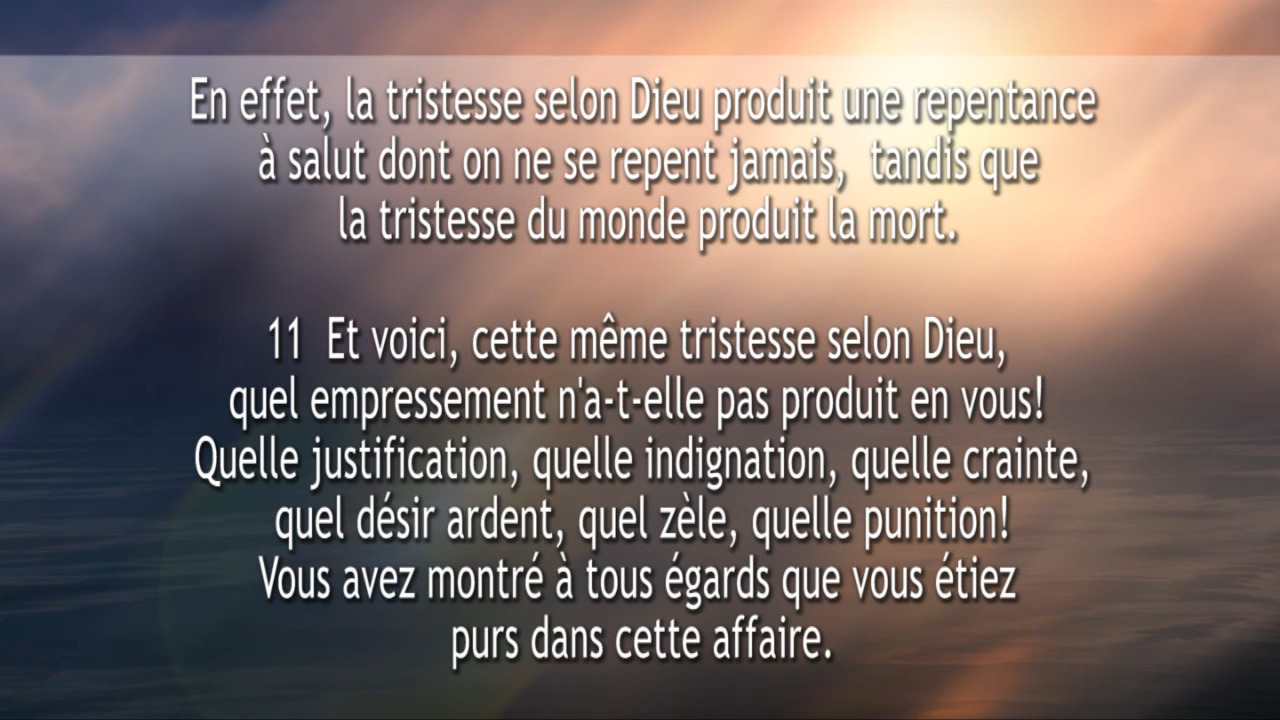 En effet, la tristesse selon Dieu produit une repentance
à salut dont on ne se repent jamais, tandis que
la tristesse du monde produit la mort.
11 Et voici, cette même tristesse selon Dieu,
quel empressement n'a-t-elle pas produit en vous!
Quelle justification, quelle indignation, quelle crainte,
quel désir ardent, quel zèle, quelle punition!
Vous avez montré à tous égards que vous étiez
purs dans cette affaire.